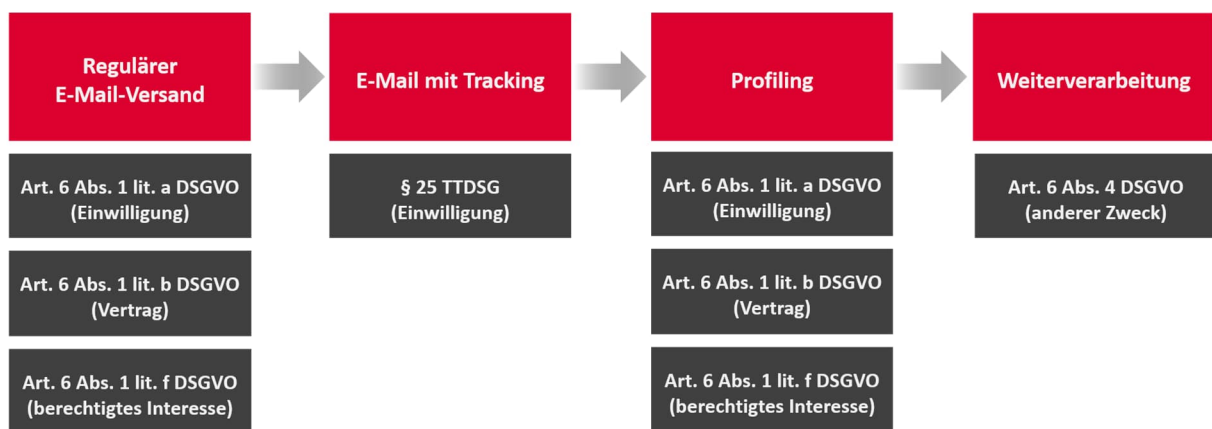 Regulärer
E-Mail-Versand
E-Mail mit Tracking
Profiling
Weiterverarbeitung
Art. 6 Abs. 1 lit. a DSGVO
(Einwilligung)
Art. 6 Abs. 1 lit. b DSGVO
(Vertrag)
Art. 6 Abs. 1 lit. f DSGVO
(berechtigtes Interesse)
§ 25 TTDSG
(Einwilligung)
Art. 6 Abs. 1 lit. a DSGVO
(Einwilligung)
Art. 6 Abs. 1 lit. b DSGVO
(Vertrag)
Art. 6 Abs. 1 lit. f DSGVO
(berechtigtes Interesse)
Art. 6 Abs. 4 DSGVO
(anderer Zweck)